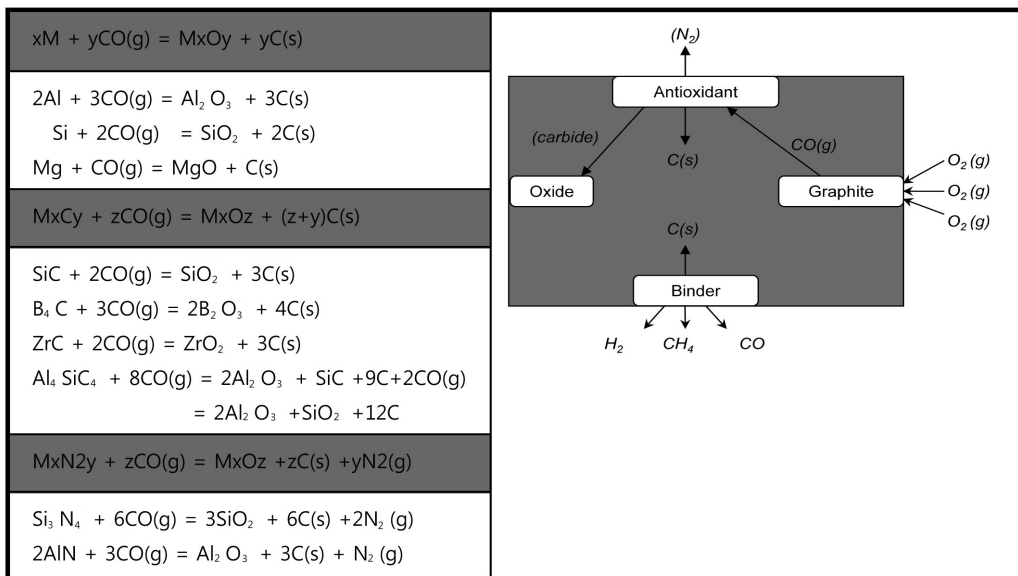 xM + yCO(g) = MxOy + yC(s)
2Al + 3CO(g) = Al₂ O₃ + 3C(s)
Si + 2CO(g) = SiO₂ + 2C(s)
Mg + CO(g) = MgO + C(s)
MxCy + zCO(g) = MxOz + (z+y)C(s)
SiC + 2CO(g) = SiO₂ + 3C(s)
B₄ C + 3CO(g) = 2B₂ O₃ + 4C(s)
ZrC + 2CO(g) = ZrO₂ + 3C(s)
Al₄ SiC₄ + 8CO(g) = 2Al₂ O₃ + SiC +9C+2CO(g)
= 2Al₂ O₃ +SiO₂ +12C
MxN2y + zCO(g) = MxOz +zC(s) +yN2(g)
Si₃ N₄ + 6CO(g) = 3SiO₂ + 6C(s) +2N₂ (g)
2AlN + 3CO(g) = Al₂ O₃ + 3C(s) + N₂ (g)
(N₂)
Antioxidant
(carbide)
C(s)
CO(g)
Oxide
Graphite
O₂ (g)
O₂ (g)
O₂ (g)
C(s)
Binder
H₂ CH₄ CO